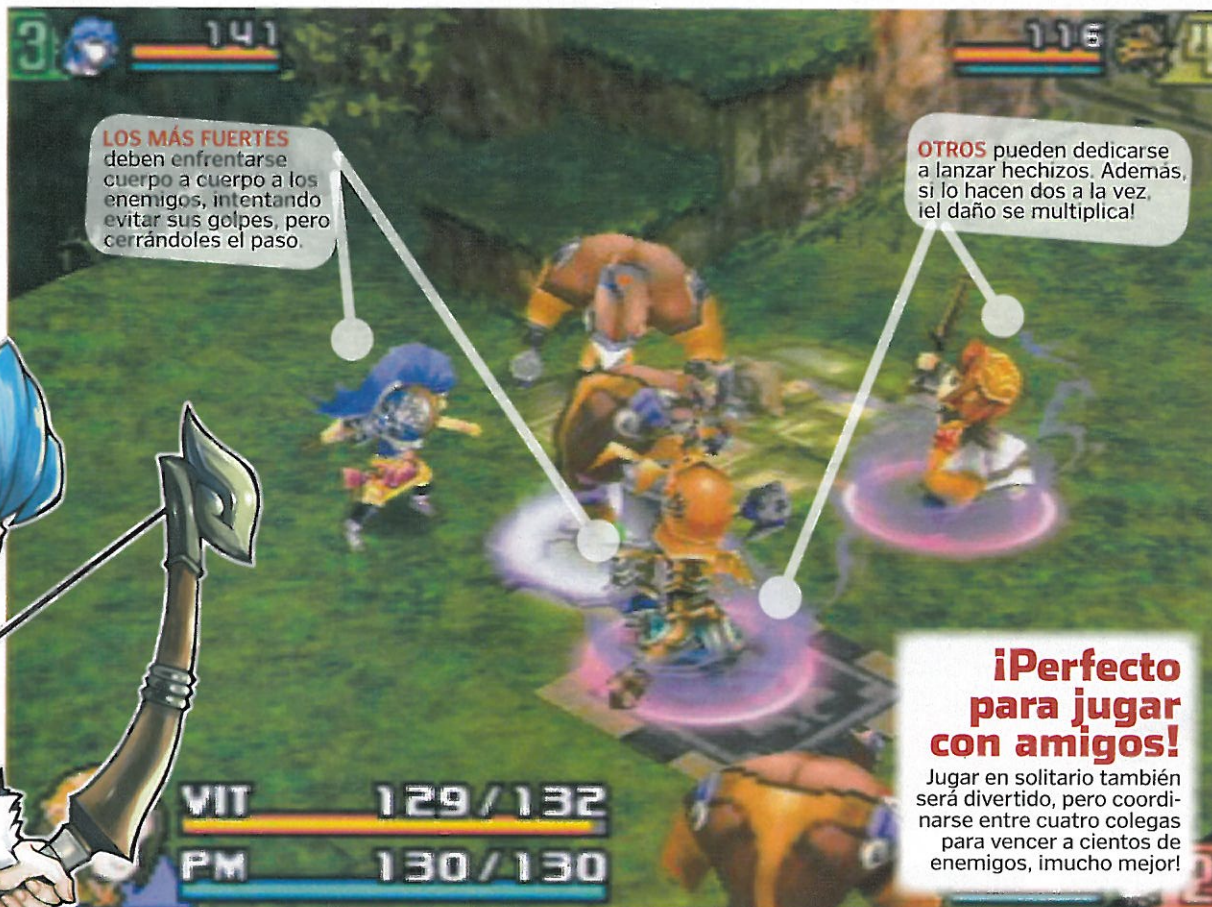 3 141
116 4
LOS MÁS FUERTES
deben enfrentarse
cuerpo a cuerpo a los
enemigos, intentando
evitar sus golpes, pero
cerrándoles el paso.
OTROS pueden dedicarse
a lanzar hechizos. Además,
si lo hacen dos a la vez,
¡el daño se multiplica!
¡Perfecto
para jugar
con amigos!
Jugar en solitario también
será divertido, pero coordi-
narse entre cuatro colegas
para vencer a cientos de
enemigos, ¡mucho mejor!
VIT 129/132
PM 130/130